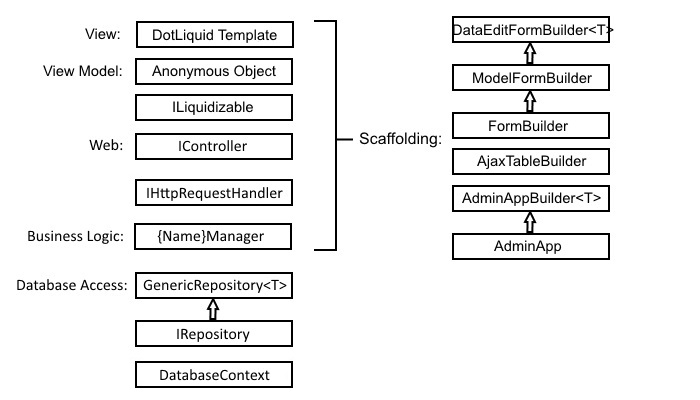 View:
DotLiquid Template
View Model:
Anonymous Object
ILiquidizable
Web:
IController
IHttpRequestHandler
Business Logic:
{Name}Manager
Database Access:
GenericRepository<T>
IRepository
DatabaseContext
Scaffolding:
DataEditFormBuilder<T>
ModelFormBuilder
FormBuilder
AjaxTableBuilder
AdminAppBuilder<T>
AdminApp